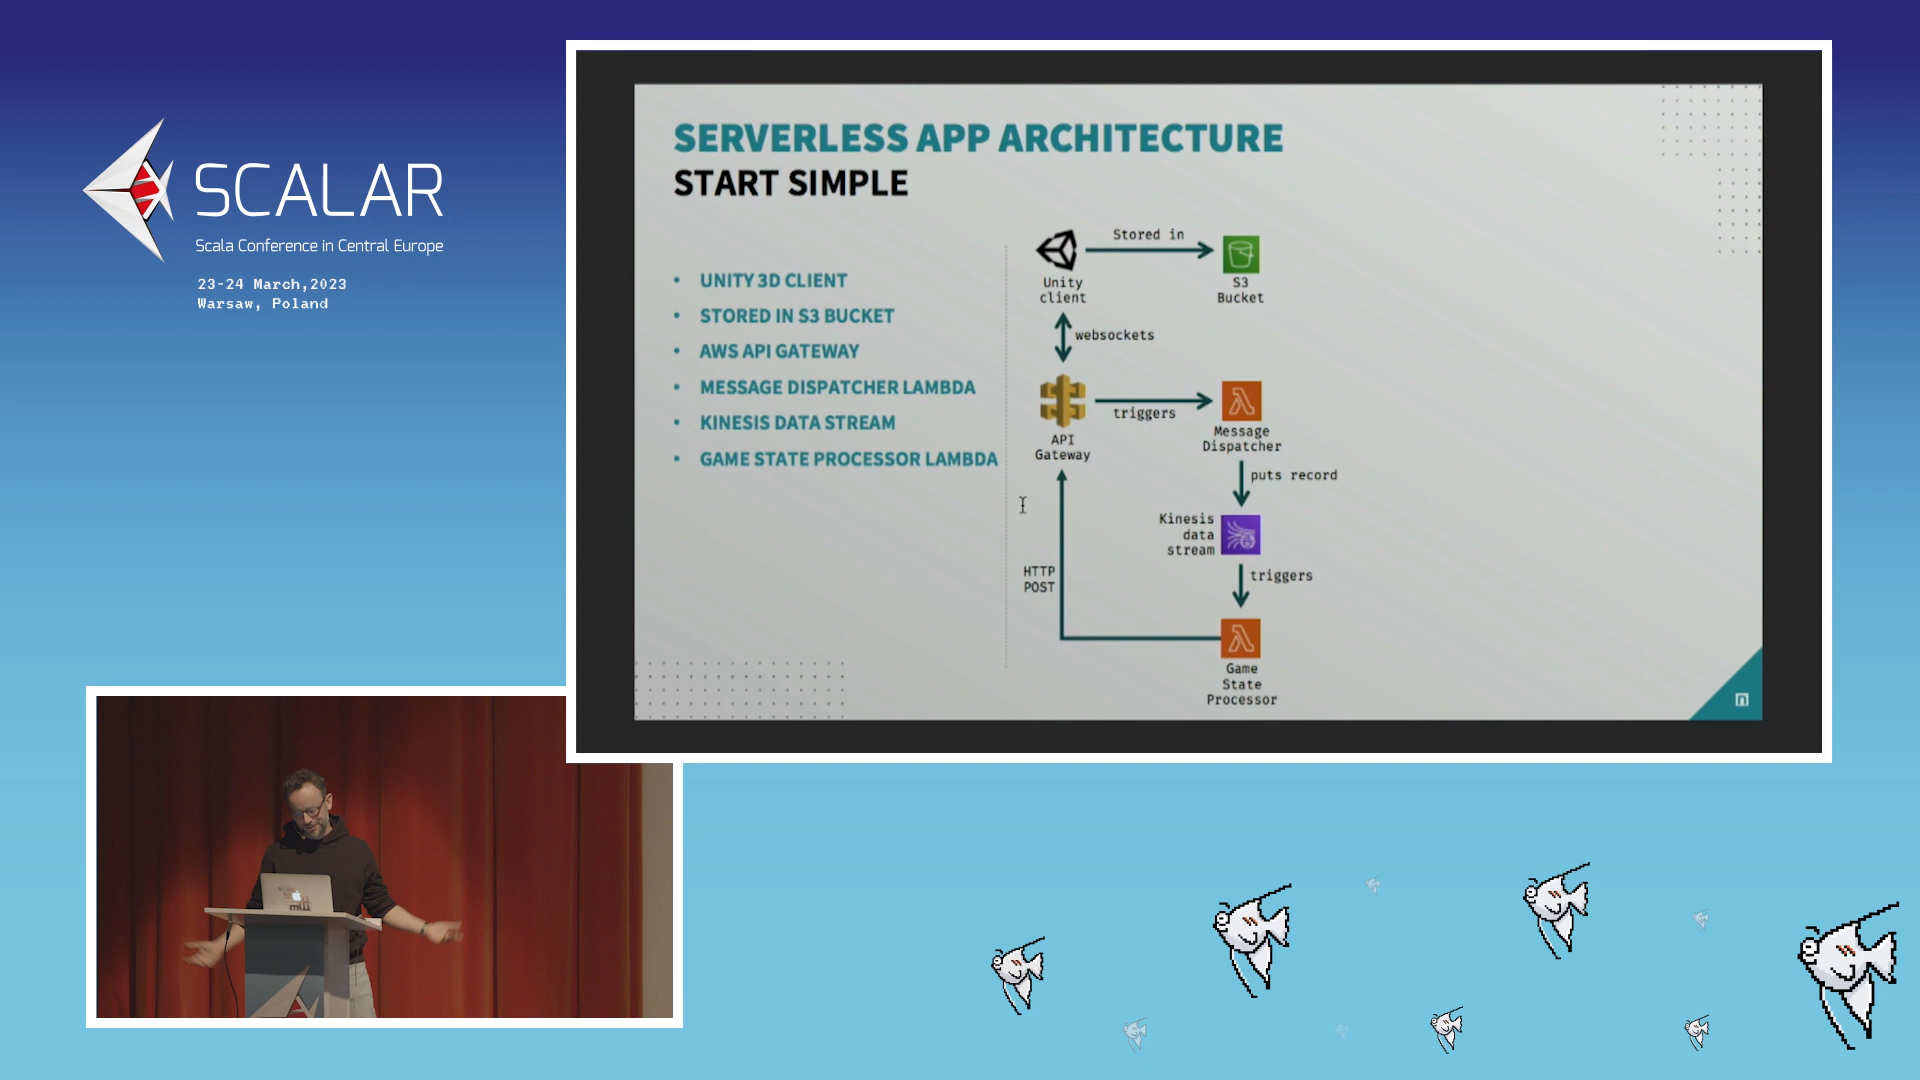 SCALAR
Scala Conference in Central Europe
23-24 March,2023
Warsaw, Poland
SERVERLESS APP ARCHITECTURE
START SIMPLE
• UNITY 3D CLIENT
• STORED IN S3 BUCKET
• AWS API GATEWAY
• MESSAGE DISPATCHER LAMBDA
• KINESIS DATA STREAM
• GAME STATE PROCESSOR LAMBDA
Stored in
Unity
client
S3
Bucket
websockets
triggers
API
Gateway
Message
Dispatcher
puts record
Kinesis
data
stream
triggers
HTTP
POST
Game
State
Processor
n